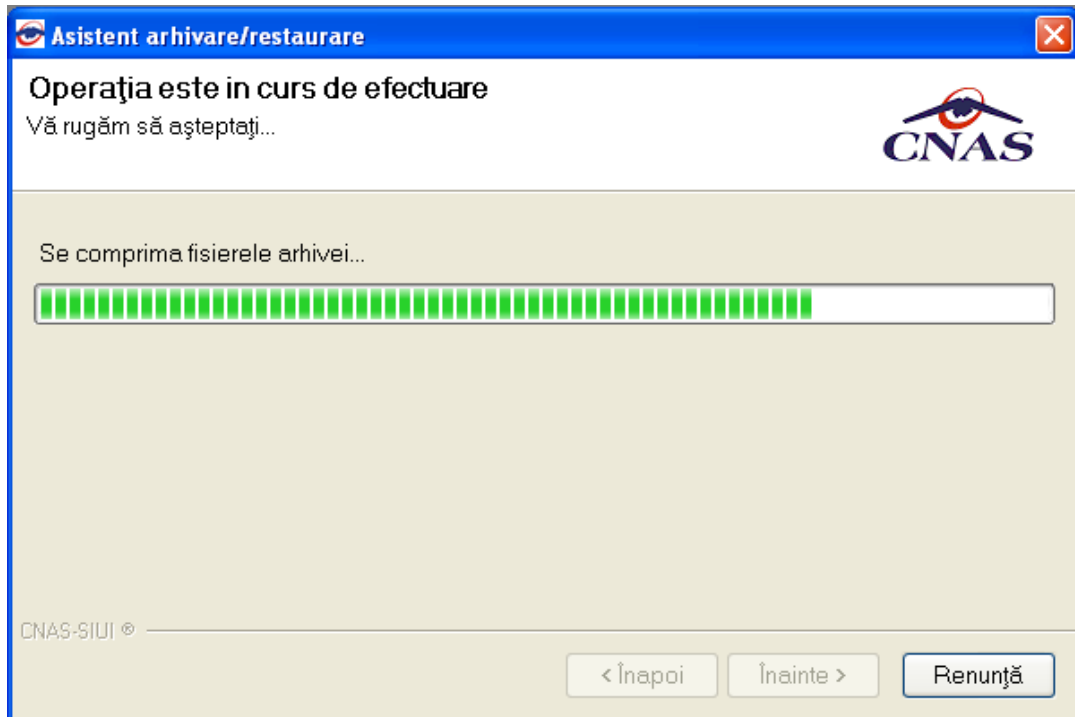 Asistent arhivare/restaurare
Operaţia este in curs de efectuare
Vă rugăm să aşteptaţi...
CNAS
Se comprima fisierele arhivei...
CNAS-SIUI ®
< Înapoi
Înainte >
Renunţă